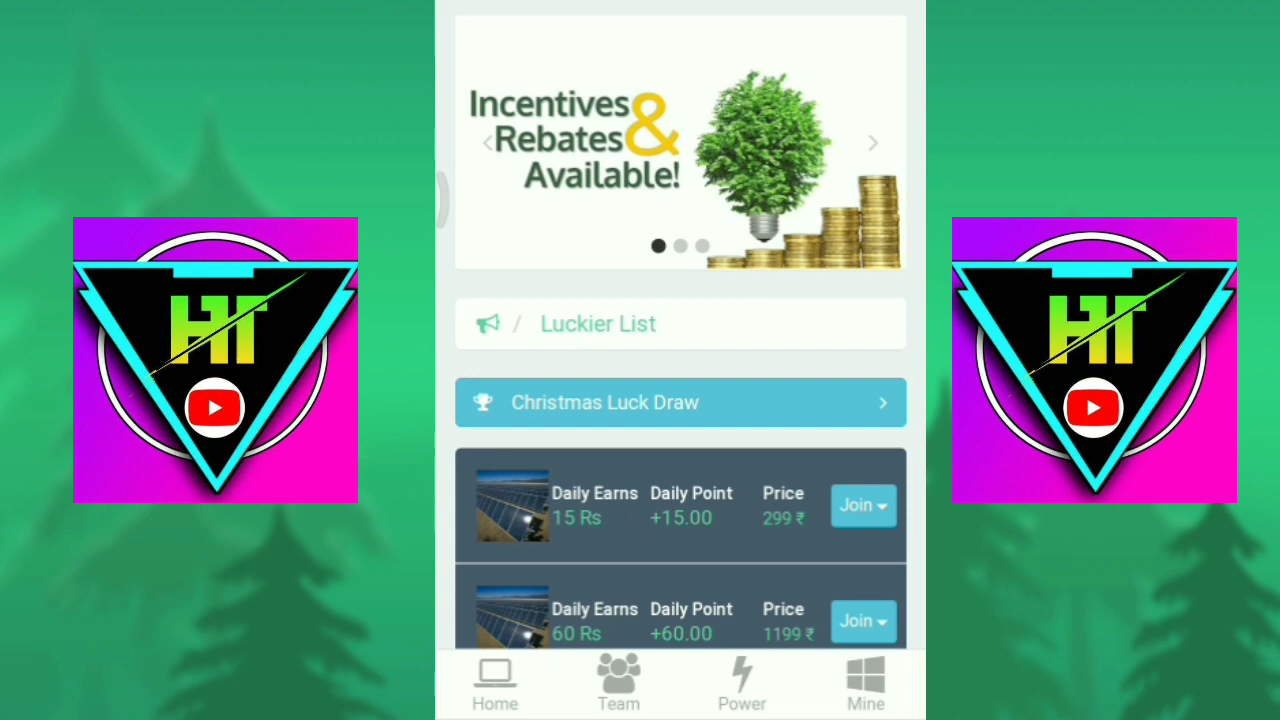 Incentives &
Rebates
Available!
Luckier List
Christmas Luck Draw
Daily Earns Daily Point Price
15 Rs +15.00 299 ₹
Join
Daily Earns Daily Point Price
60 Rs +60.00 1199 ₹
Join
Home Team Power Mine
HT
HT